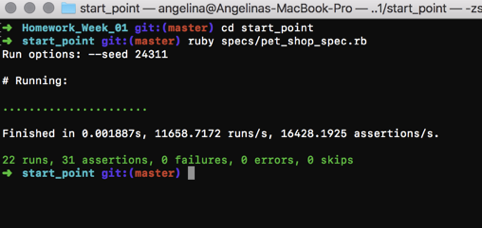 start_point — angelina@Angelinas-MacBook-Pro — ..1/start_point — -zs
➜ Homework_Week_01 git:(master) cd start_point
➜ start_point git:(master) ruby specs/pet_shop_spec.rb
Run options: --seed 24311
# Running:
......................
Finished in 0.001887s, 11658.7172 runs/s, 16428.1925 assertions/s.
22 runs, 31 assertions, 0 failures, 0 errors, 0 skips
➜ start_point git:(master)